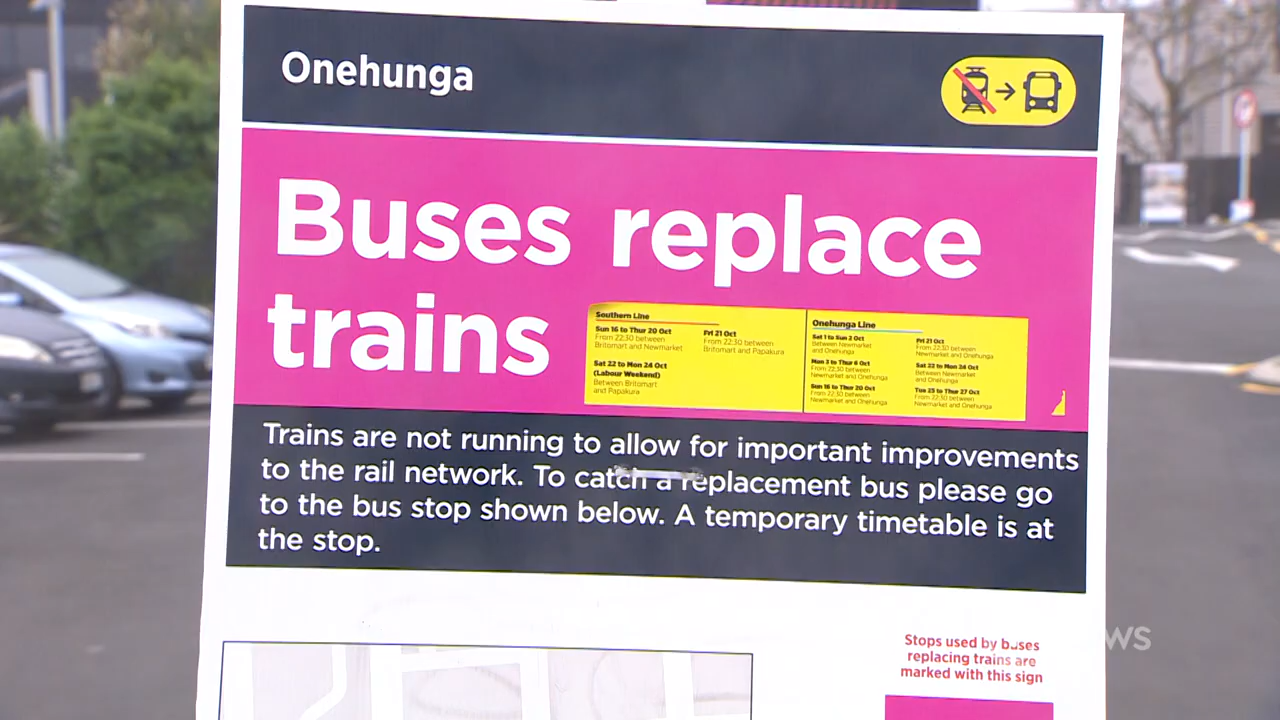 Onehunga
Buses replace
trains
Southern Line
Sun 16 to Thur 20 Oct
From 22:30 between
Britomart and Newmarket
Sat 22 to Mon 24 Oct
(Labour Weekend)
Between Britomart
and Papakura
Fri 21 Oct
From 22:30 between
Britomart and Papakura
Onehunga Line
Sat 1 to Sun 2 Oct
Between Newmarket
and Onehunga
Mon 3 to Thur 6 Oct
From 22:30 between
Newmarket and Onehunga
Sun 16 to Thur 20 Oct
From 22:30 between
Newmarket and Onehunga
Fri 21 Oct
From 22:30 between
Newmarket and Onehunga
Sat 22 to Mon 24 Oct
Between Newmarket
and Onehunga
Tue 25 to Thur 27 Oct
From 22:30 between
Newmarket and Onehunga
Trains are not running to allow for important improvements
to the rail network. To catch a replacement bus please go
to the bus stop shown below. A temporary timetable is at
the stop.
Stops used by buses
replacing trains are
marked with this sign